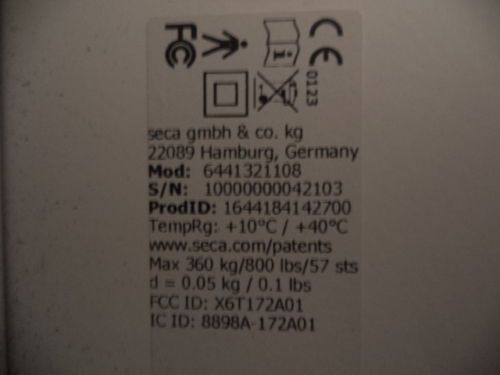 FC CE
0123
seca gmbh & co. kg
22089 Hamburg, Germany
Mod: 6441321108
S/N: 10000000042103
ProdID: 1644184142700
TempRg: +10°C / +40°C
www.seca.com/patents
Max 360 kg/800 lbs/57 sts
d = 0.05 kg / 0.1 lbs
FCC ID: X6T172A01
IC ID: 8898A-172A01